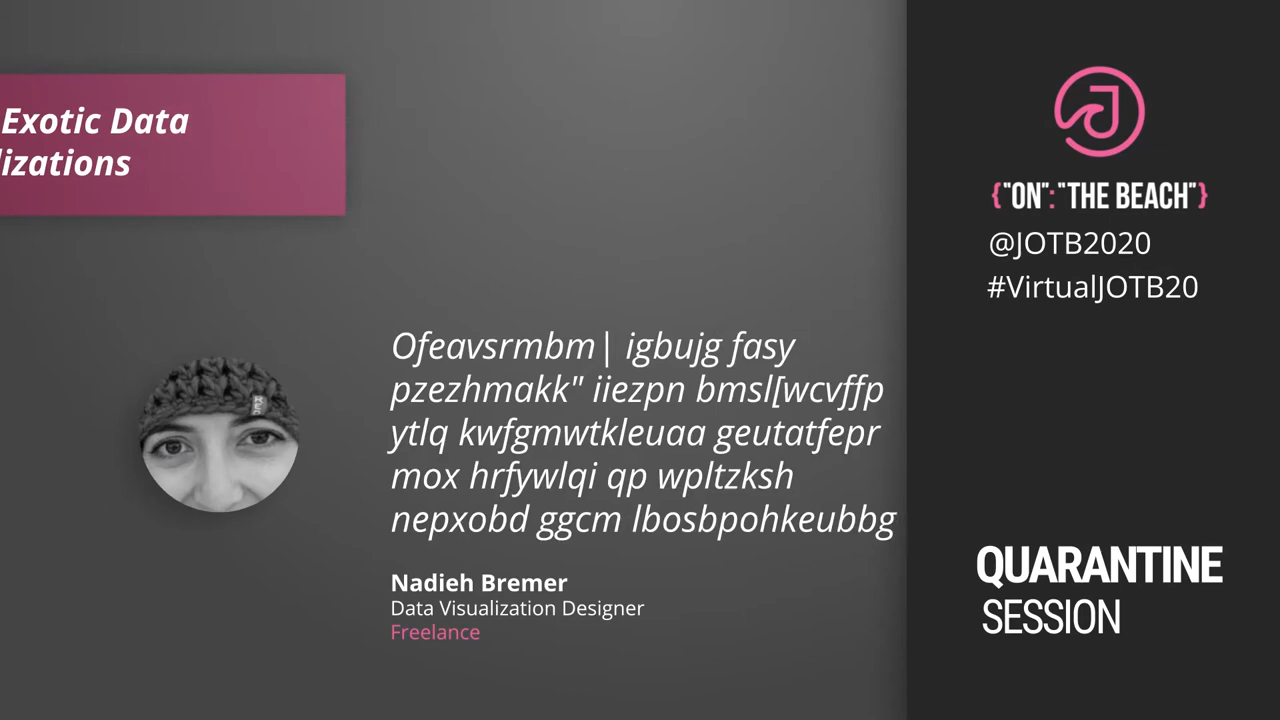 Exotic Data
lizations
Ofeavsrmbm| igbujg fasy
pzezhmakk" iiezpn bmsl[wcvffp
ytlq kwfgmwtkleuaa geutatfepr
mox hrfywlqi qp wpltzksh
nepxobd ggcm lbosbpohkeubbg
Nadieh Bremer
Data Visualization Designer
Freelance
{"ON":"THE BEACH"}
@JOTB2020
#VirtualJOTB20
QUARANTINE
SESSION